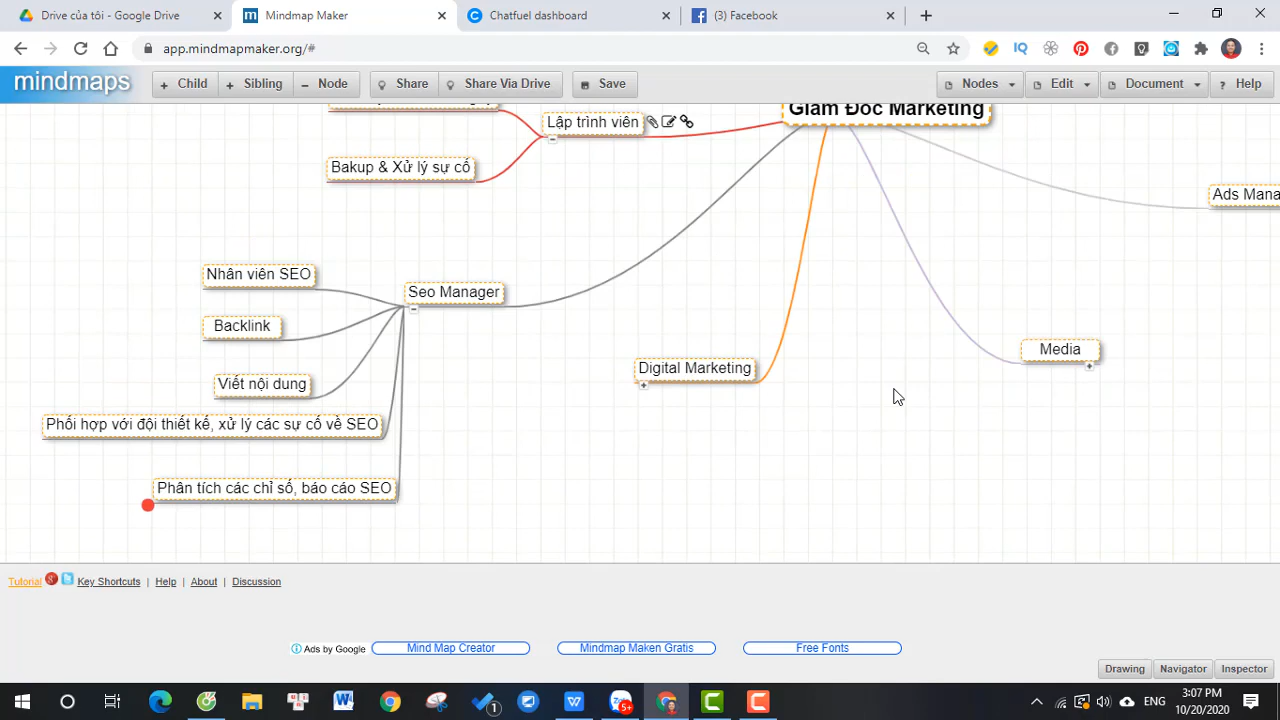 Drive của tôi - Google Drive
Mindmap Maker
Chatfuel dashboard
(3) Facebook
app.mindmapmaker.org/#
mindmaps
+ Child
+ Sibling
− Node
Share
Share Via Drive
Save
Nodes
Edit
Document
? Help
Giám Đốc Marketing
Lập trình viên
Bakup & Xử lý sự cố
Ads Mana
Nhân viên SEO
Seo Manager
Backlink
Media
Digital Marketing
Viết nội dung
Phối hợp với đội thiết kế, xử lý các sự cố về SEO
Phân tích các chỉ số, báo cáo SEO
Tutorial Key Shortcuts | Help | About | Discussion
Ads by Google
Mind Map Creator
Mindmap Maken Gratis
Free Fonts
Drawing
Navigator
Inspector
ENG
3:07 PM
10/20/2020